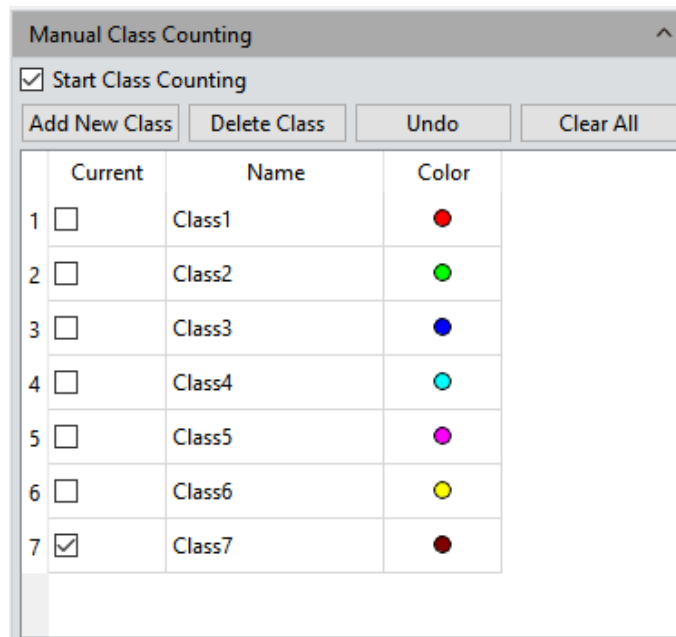 Manual Class Counting
Start Class Counting
Add New Class Delete Class Undo Clear All
Current Name Color
1 Class1
2 Class2
3 Class3
4 Class4
5 Class5
6 Class6
7 Class7